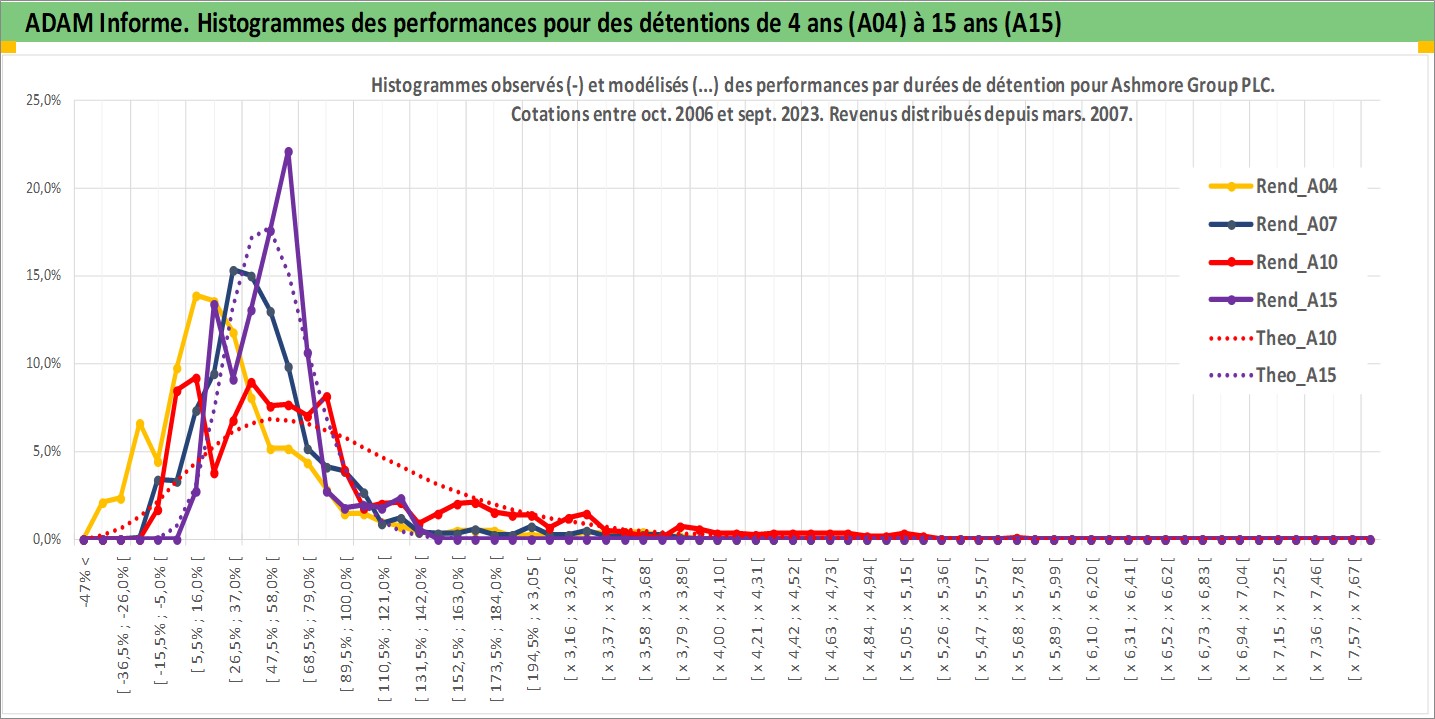 ADAM Informe. Histogrammes des performances pour des détentions de 4 ans (A04) à 15 ans (A15)
Histogrammes observés (-) et modélisés (...) des performances par durées de détention pour Ashmore Group PLC.
Cotations entre oct. 2006 et sept. 2023. Revenus distribués depuis mars. 2007.
25,0%
20,0%
15,0%
10,0%
5,0%
0,0%
Rend_A04
Rend_A07
Rend_A10
Rend_A15
Theo_A10
Theo_A15
-47% <
[ -36,5% ; -26,0% [
[ -15,5% ; -5,0% [
[ 5,5% ; 16,0% [
[ 26,5% ; 37,0% [
[ 47,5% ; 58,0% [
[ 68,5% ; 79,0% [
[ 89,5% ; 100,0% [
[ 110,5% ; 121,0% [
[ 131,5% ; 142,0% [
[ 152,5% ; 163,0% [
[ 173,5% ; 184,0% [
[ 194,5% ; x 3,05 [
[ x 3,16 ; x 3,26 [
[ x 3,37 ; x 3,47 [
[ x 3,58 ; x 3,68 [
[ x 3,79 ; x 3,89 [
[ x 4,00 ; x 4,10 [
[ x 4,21 ; x 4,31 [
[ x 4,42 ; x 4,52 [
[ x 4,63 ; x 4,73 [
[ x 4,84 ; x 4,94 [
[ x 5,05 ; x 5,15 [
[ x 5,26 ; x 5,36 [
[ x 5,47 ; x 5,57 [
[ x 5,68 ; x 5,78 [
[ x 5,89 ; x 5,99 [
[ x 6,10 ; x 6,20 [
[ x 6,31 ; x 6,41 [
[ x 6,52 ; x 6,62 [
[ x 6,73 ; x 6,83 [
[ x 6,94 ; x 7,04 [
[ x 7,15 ; x 7,25 [
[ x 7,36 ; x 7,46 [
[ x 7,57 ; x 7,67 [